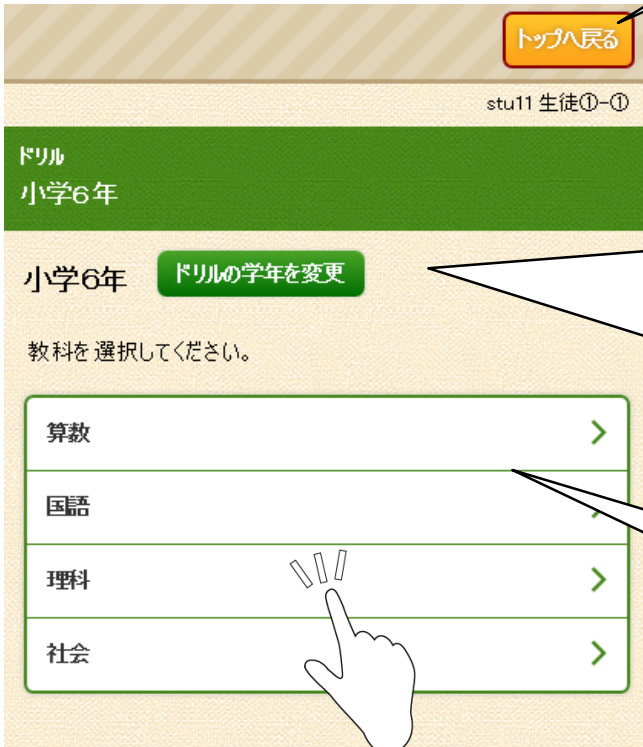 トップへ戻る
stu11 生徒①-①
ドリル
小学6年
小学6年
ドリルの学年を変更
教科を選択してください。
算数
国語
理科
社会